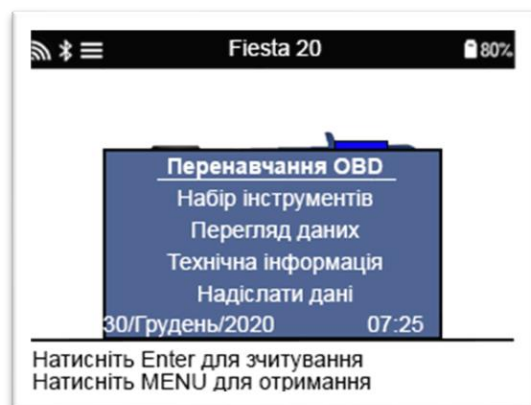 Fiesta 20 80%
Перенавчання OBD
Набір інструментів
Перегляд даних
Технічна інформація
Надіслати дані
30/Грудень/2020 07:25
Натисніть Enter для зчитування
Натисніть MENU для отримання